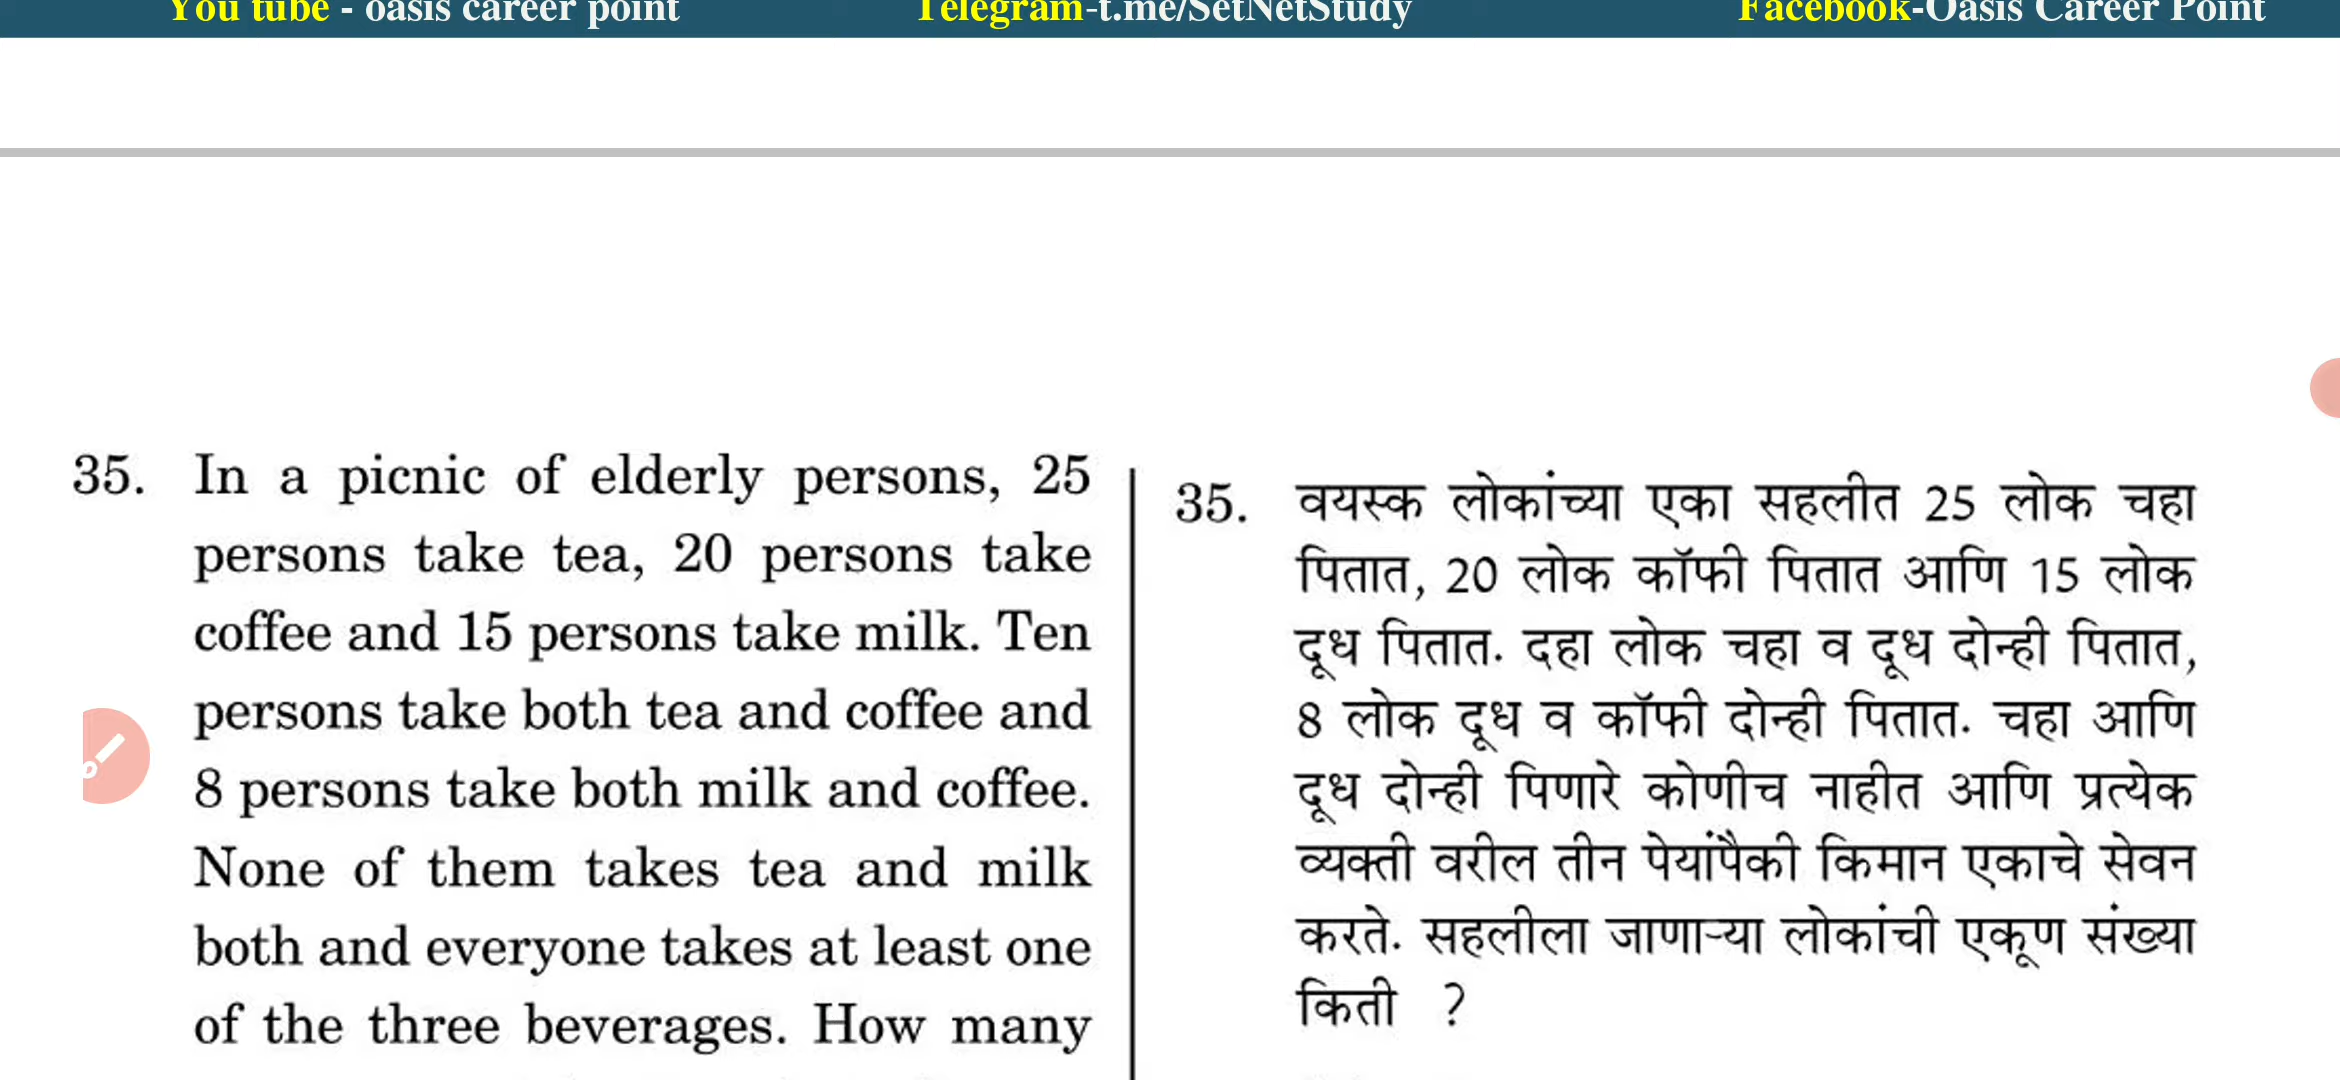 You tube - oasis career point
Telegram-t.me/SetNetStudy
Facebook-Oasis Career Point
35. In a picnic of elderly persons, 25
persons take tea, 20 persons take
coffee and 15 persons take milk. Ten
persons take both tea and coffee and
8 persons take both milk and coffee.
None of them takes tea and milk
both and everyone takes at least one
of the three beverages. How many
35. वयस्क लोकांच्या एका सहलीत 25 लोक चहा
पितात, 20 लोक कॉफी पितात आणि 15 लोक
दूध पितात. दहा लोक चहा व दूध दोन्ही पितात,
8 लोक दूध व कॉफी दोन्ही पितात. चहा आणि
दूध दोन्ही पिणारे कोणीच नाहीत आणि प्रत्येक
व्यक्ती वरील तीन पेयांपैकी किमान एकाचे सेवन
करते. सहलीला जाणाऱ्या लोकांची एकूण संख्या
किती ?